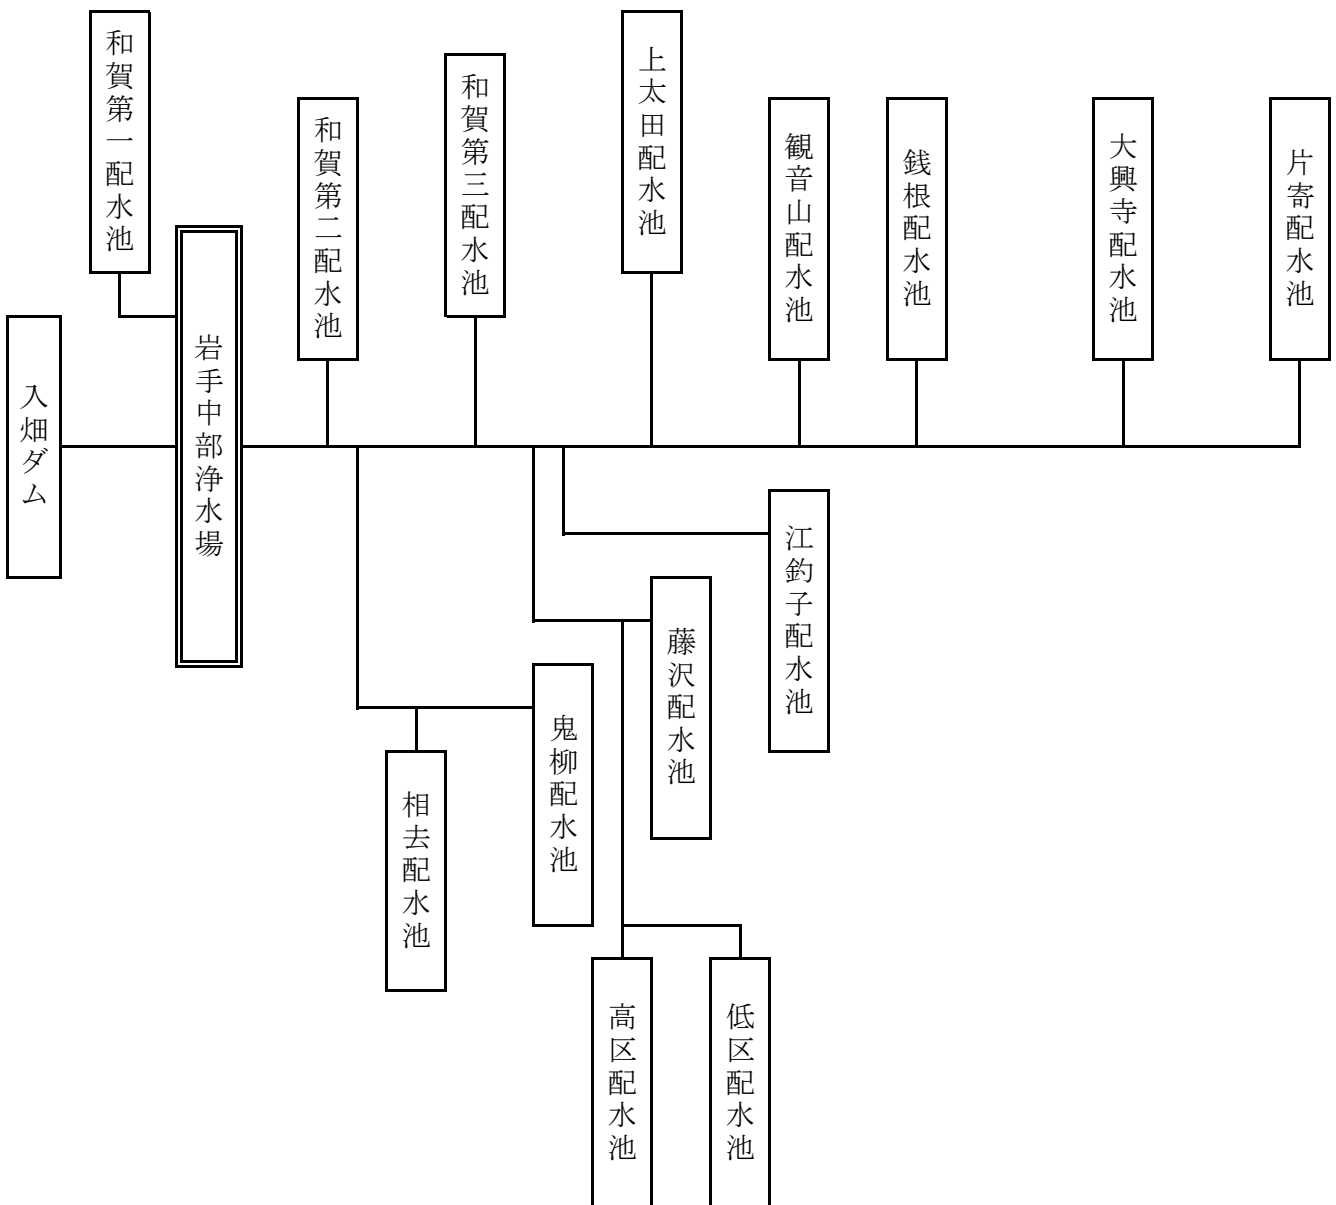 和賀第一配水池
和賀第二配水池
和賀第三配水池
上太田配水池
観音山配水池
銭根配水池
大興寺配水池
片寄配水池
入畑ダム
岩手中部浄水場
江釣子配水池
藤沢配水池
鬼柳配水池
相去配水池
高区配水池
低区配水池